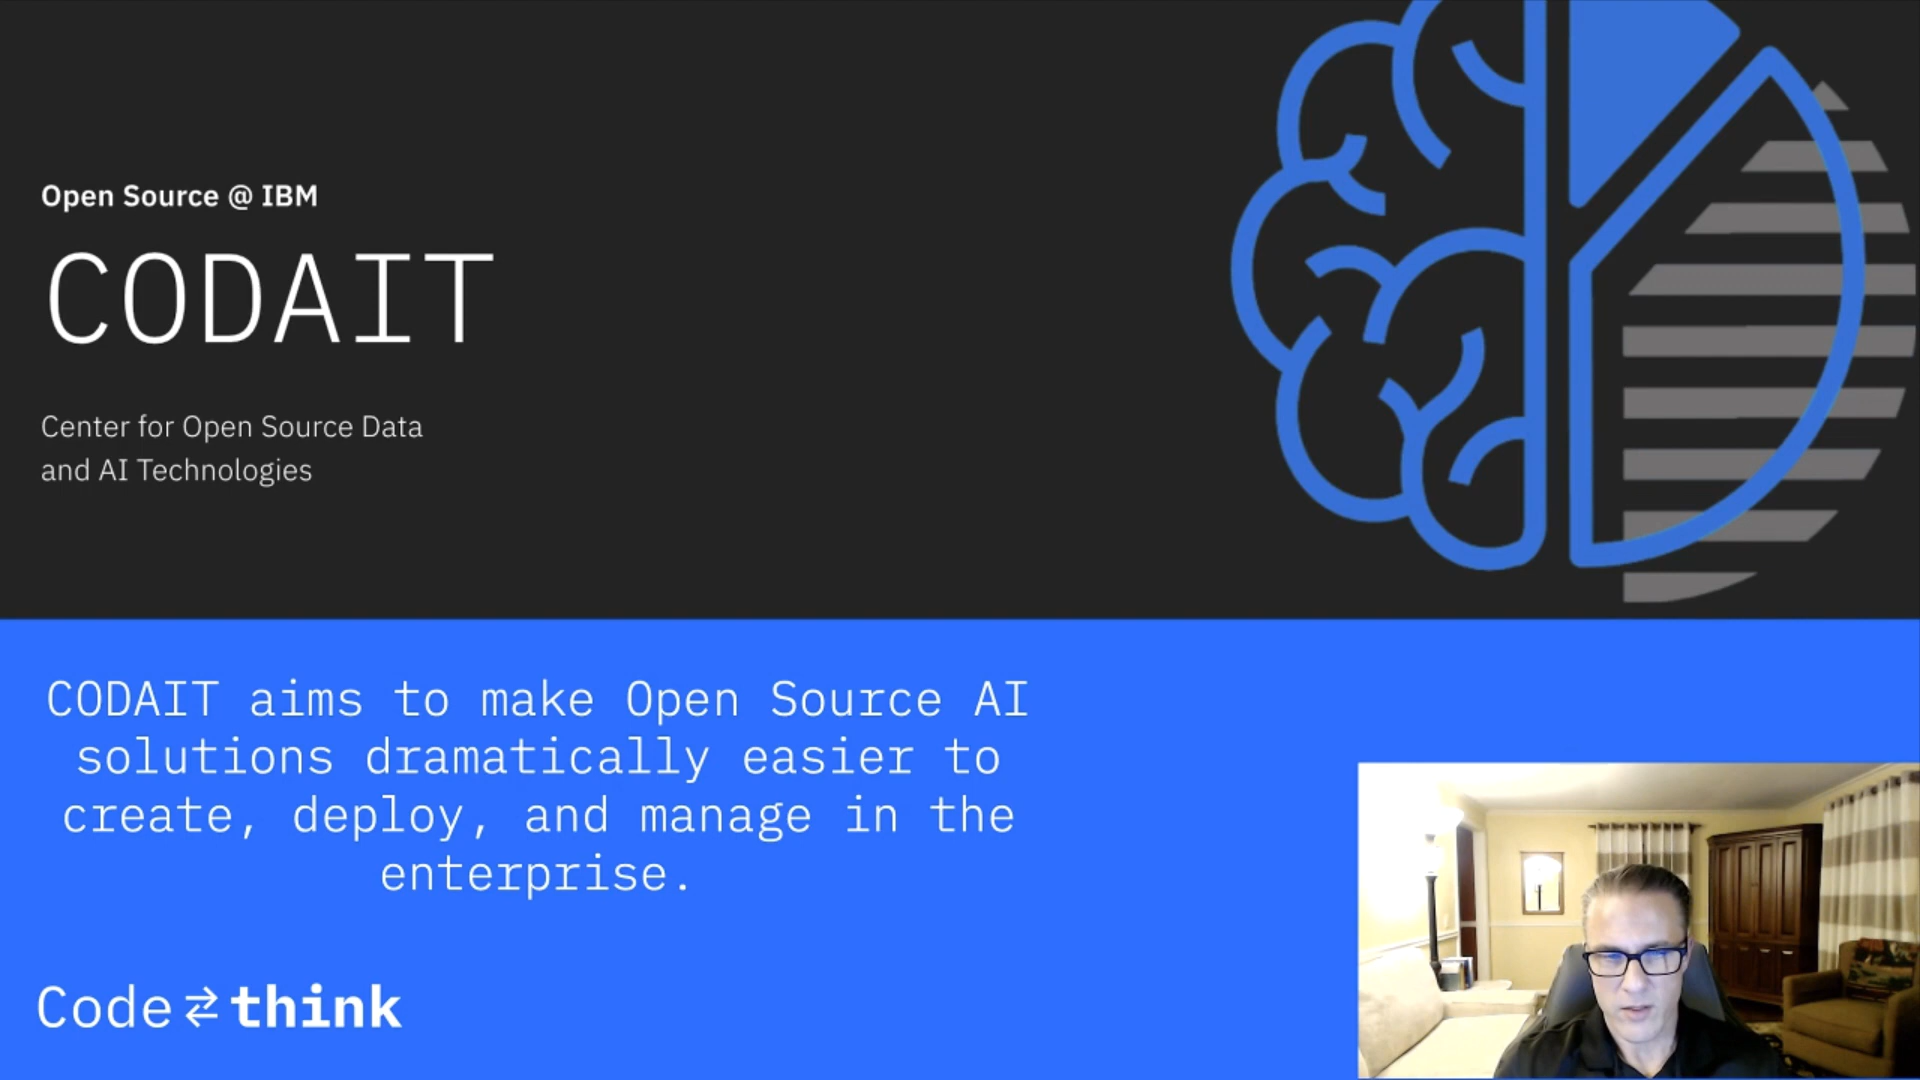 Open Source @ IBM
CODAIT
Center for Open Source Data
and AI Technologies
CODAIT aims to make Open Source AI
solutions dramatically easier to
create, deploy, and manage in the
enterprise.
Code ⇄ think